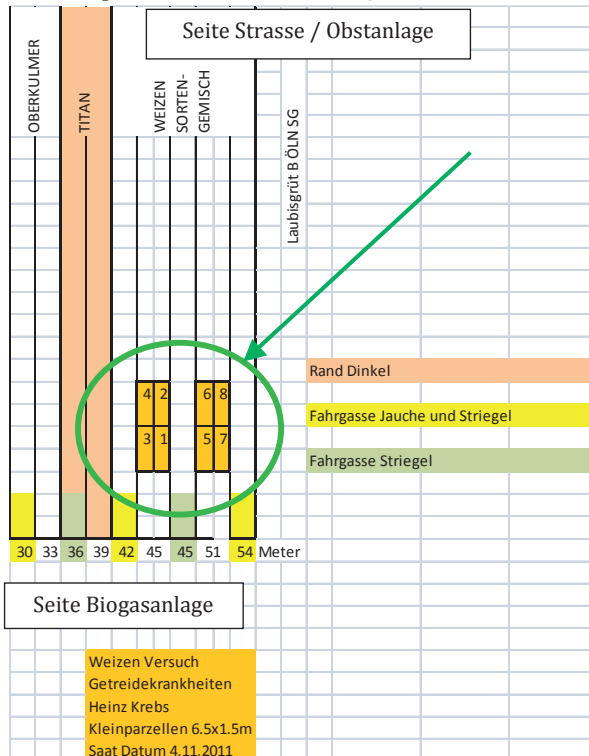 Seite Strasse / Obstanlage
OBERKULMER
TITAN
WEIZEN
SORTEN-
GEMISCH
Laubisgrüt B ÖLN SG
Rand Dinkel
4 2 6 8
Fahrgasse Jauche und Striegel
3 1 5 7
Fahrgasse Striegel
30 33 36 39 42 45 45 51 54 Meter
Seite Biogasanlage
Weizen Versuch
Getreidekrankheiten
Heinz Krebs
Kleinparzellen 6.5x1.5m
Saat Datum 4.11.2011